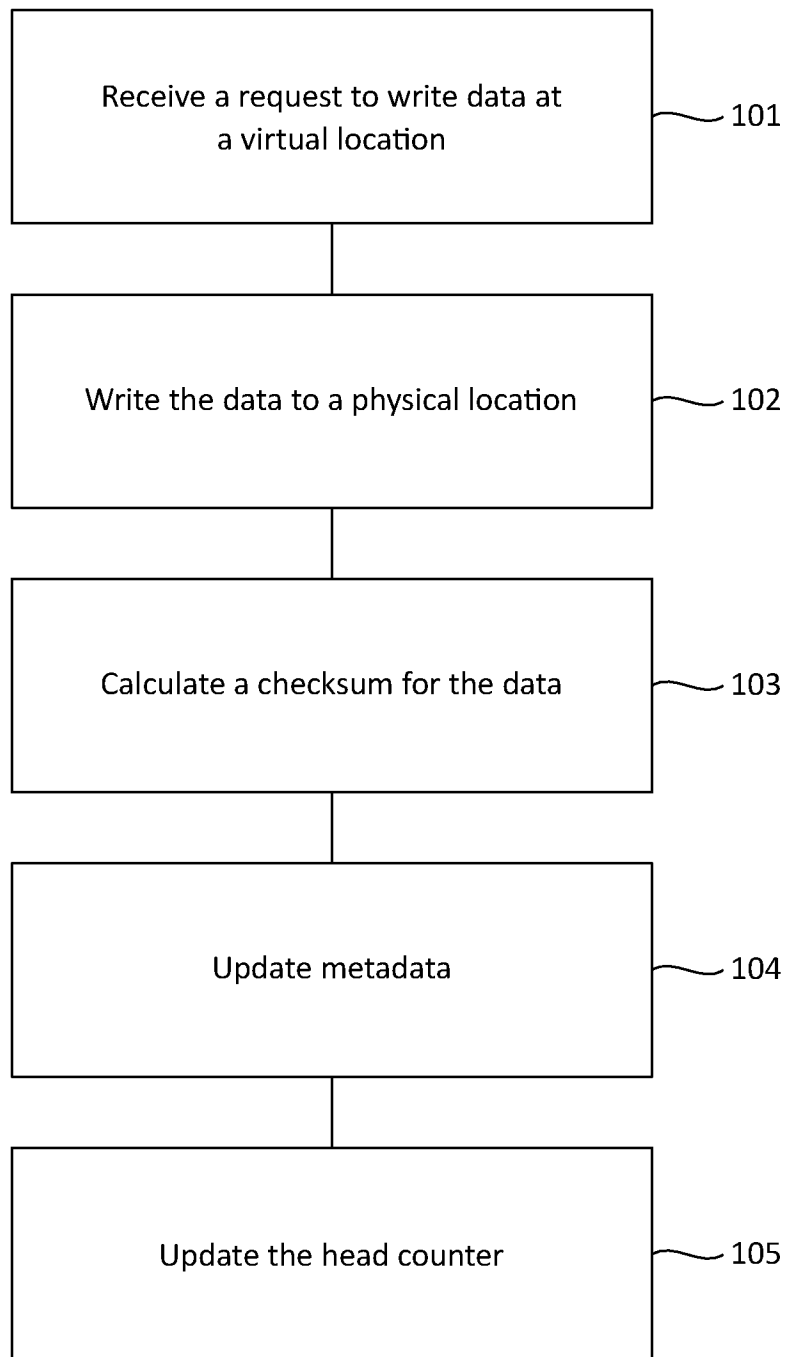 Receive a request to write data at
a virtual location
101
Write the data to a physical location
102
Calculate a checksum for the data
103
Update metadata
104
Update the head counter
105